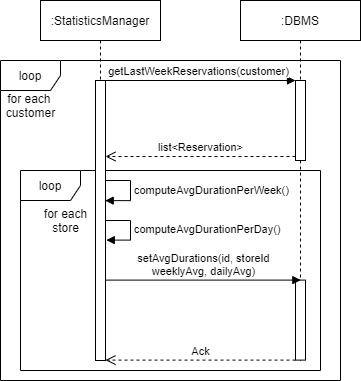 :StatisticsManager
:DBMS
loop
for each
customer
getLastWeekReservations(customer)
list<Reservation>
loop
for each
store
computeAvgDurationPerWeek()
computeAvgDurationPerDay()
setAvgDurations(id, storeId
weeklyAvg, dailyAvg)
Ack